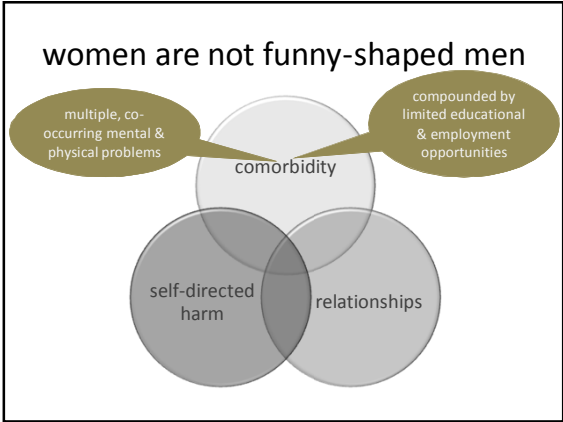 women are not funny-shaped men
multiple, co-
occurring mental &
physical problems
compounded by
limited educational
& employment
opportunities
comorbidity
self-directed
harm
relationships